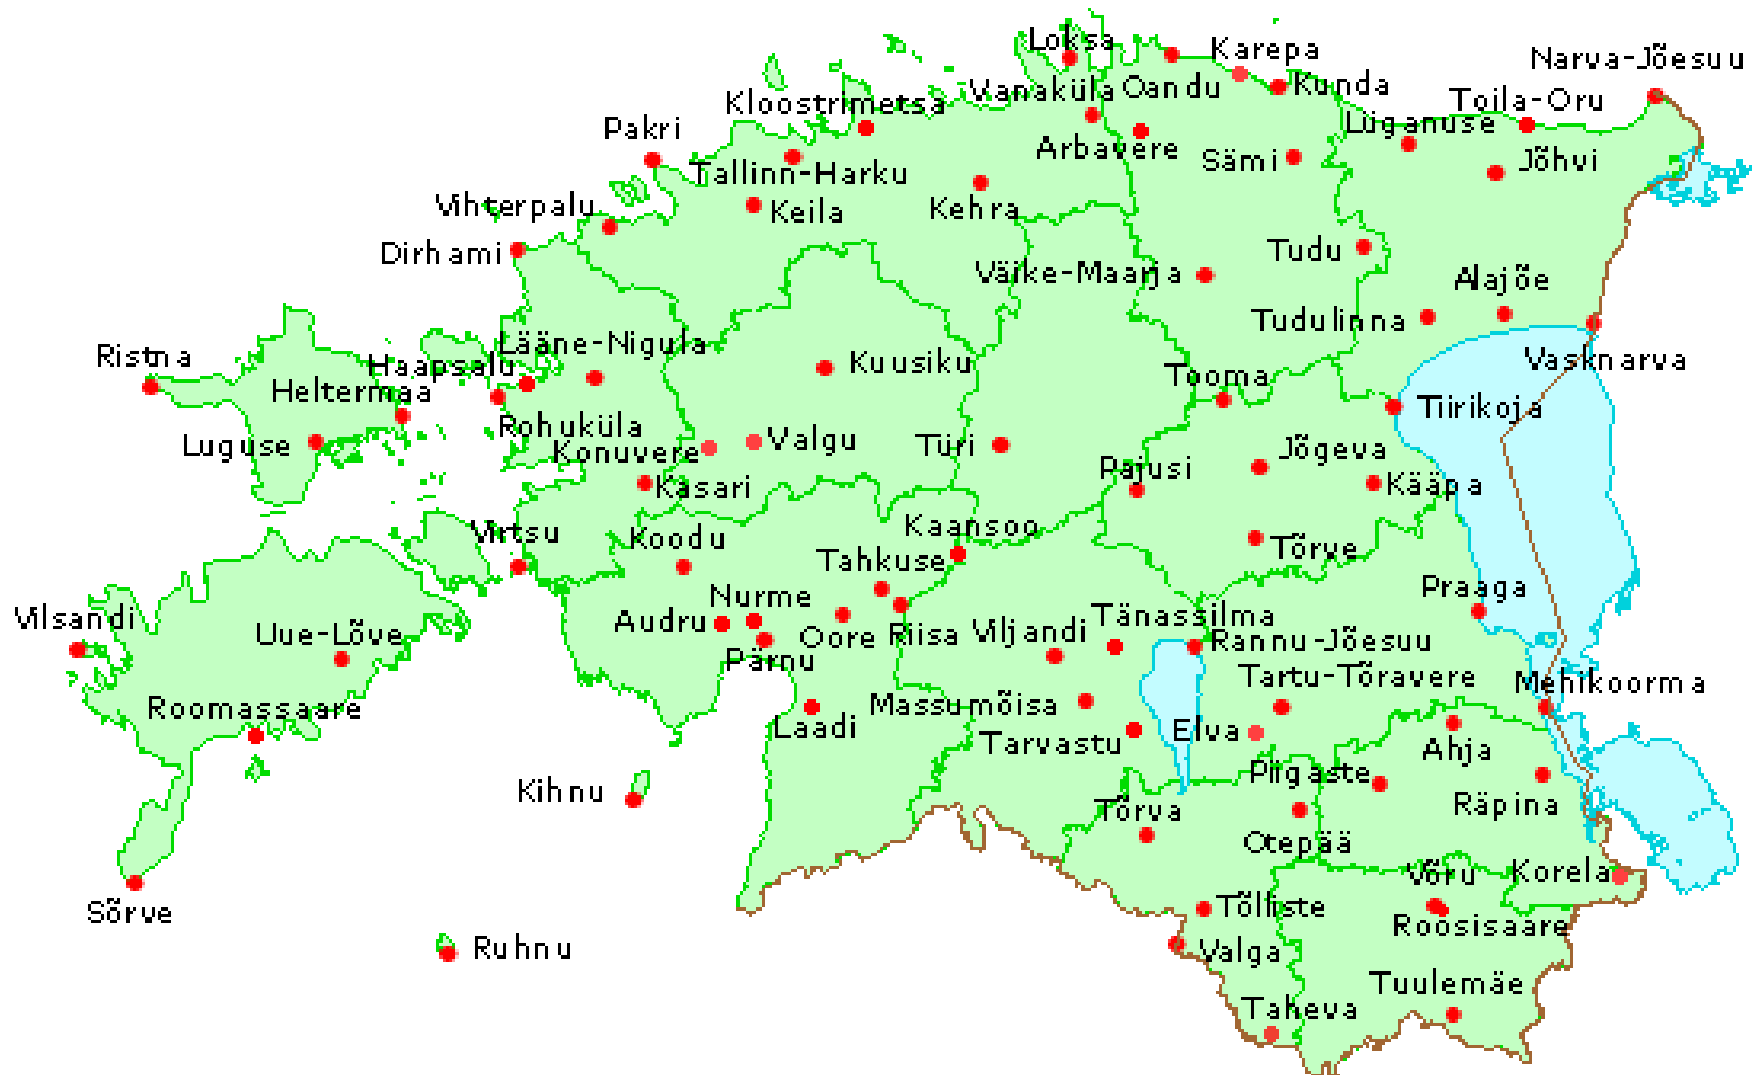 Loksa
Karepa
Narva-Jõesuu
Vanaküla
Oandu
Kunda
Kloostrimetsa
Toila-Oru
Pakri
Lüganuse
Arbavere
Sämi
Jõhvi
Tallinn-Harku
Vihterpalu
Keila
Kehra
Dirhami
Tudu
Väike-Maarja
Alajõe
Tudulinna
Ristna
Lääne-Nigula
Haapsalu
Kuusiku
Vasknarva
Heltermaa
Tooma
Tiirikoja
Rohuküla
Luguse
Konuvere
Valgu
Türi
Jõgeva
Pajusi
Kasari
Kääpa
Virtsu
Koodu
Kaansoo
Tõrve
Tahkuse
Praaga
Vilsandi
Nurme
Tänassilma
Uue-Lõve
Audru
Oore
Riisa
Viljandi
Rannu-Jõesuu
Pärnu
Tartu-Tõravere
Mehikoorma
Roomassaare
Massumõisa
Laadi
Tarvastu
Elva
Ahja
Piigaste
Kihnu
Tõrva
Räpina
Otepää
Võru
Korela
Sõrve
Tõlliste
Roosisaare
Ruhnu
Valga
Tuulemäe
Taheva